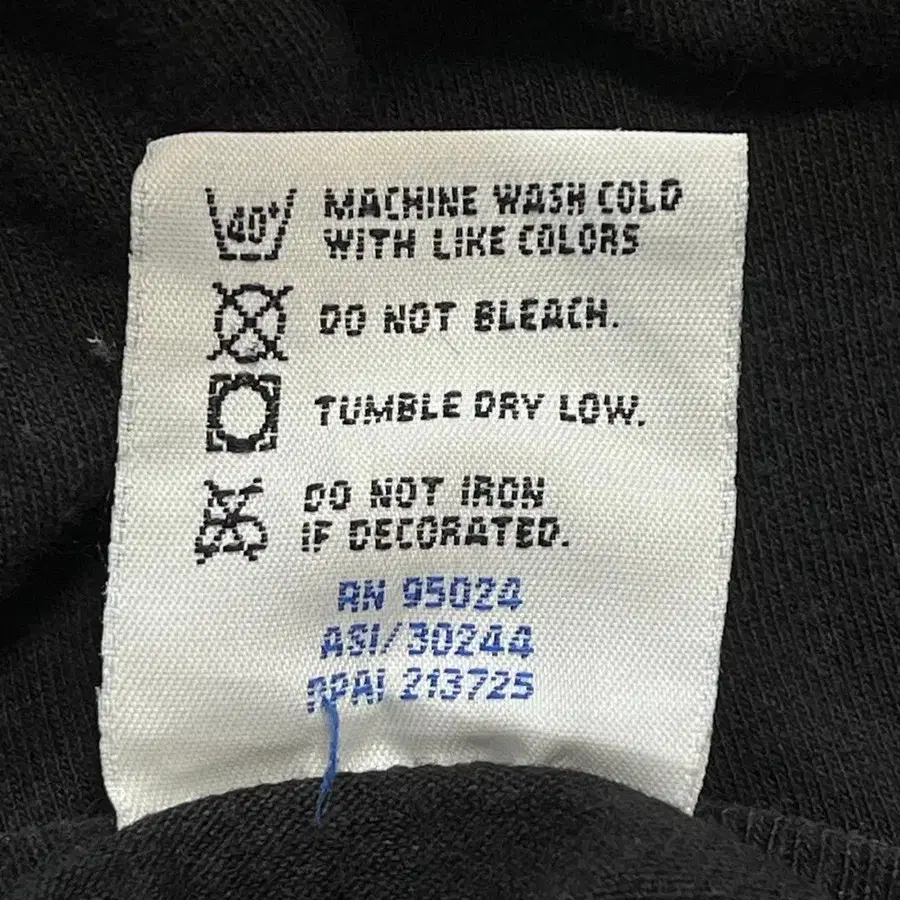 40°
MACHINE WASH COLD
WITH LIKE COLORS
DO NOT BLEACH.
TUMBLE DRY LOW.
DO NOT IRON
IF DECORATED.
RN 95024
ASI/30244
PPAI 213725